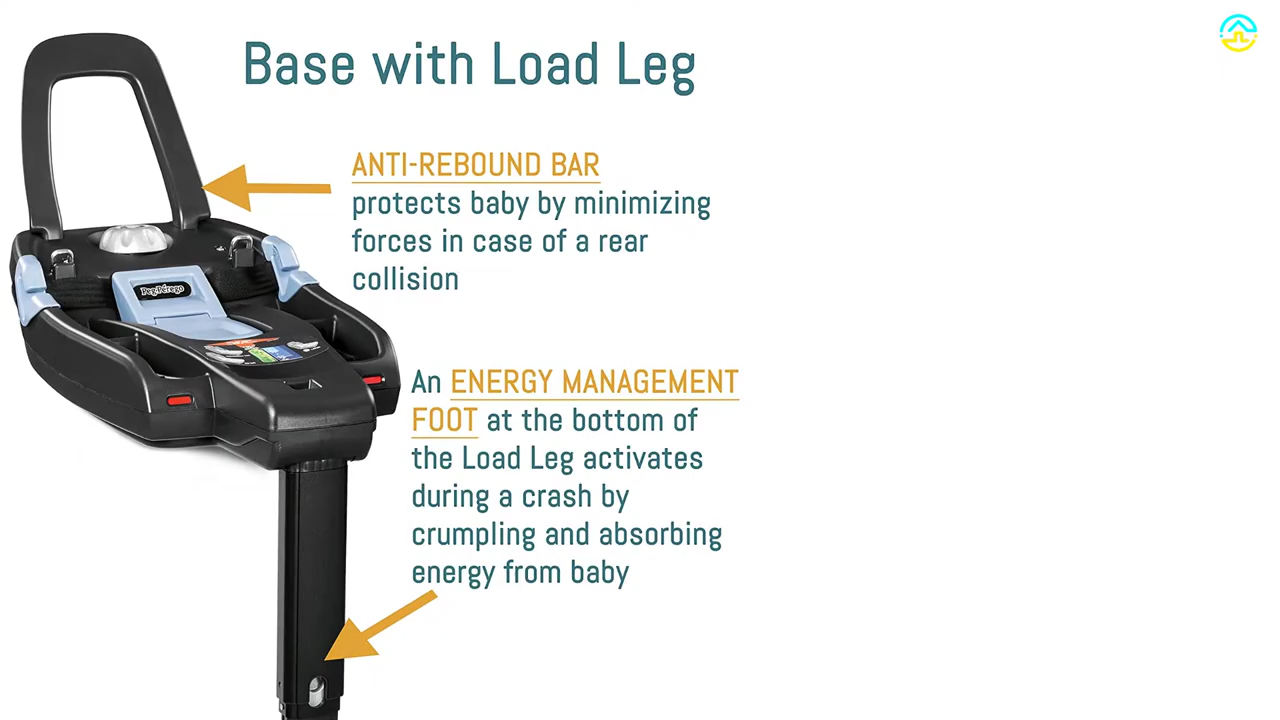 Base with Load Leg
ANTI-REBOUND BAR
protects baby by minimizing
forces in case of a rear
collision
Peg-Pérego
An ENERGY MANAGEMENT
FOOT at the bottom of
the Load Leg activates
during a crash by
crumpling and absorbing
energy from baby